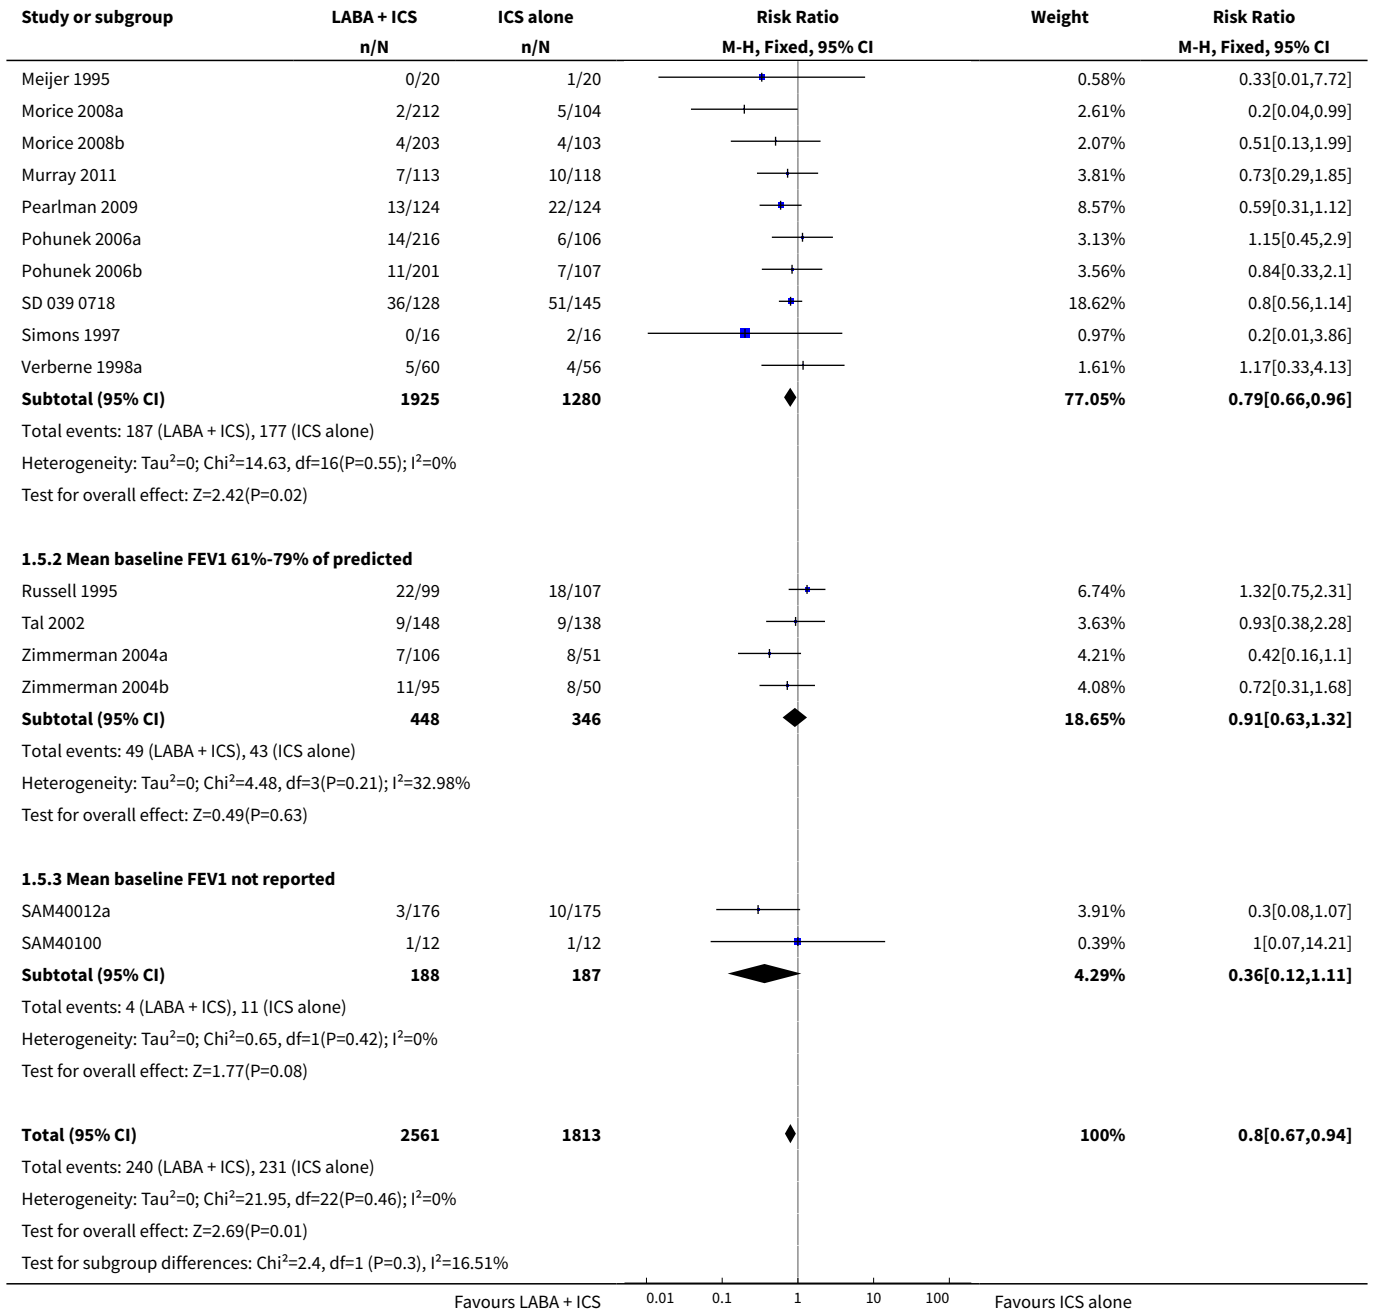 Study or subgroup LABA + ICS ICS alone Risk Ratio Weight Risk Ratio
n/N n/N M-H, Fixed, 95% CI M-H, Fixed, 95% CI
Meijer 1995 0/20 1/20 0.58% 0.33[0.01,7.72]
Morice 2008a 2/212 5/104 2.61% 0.2[0.04,0.99]
Morice 2008b 4/203 4/103 2.07% 0.51[0.13,1.99]
Murray 2011 7/113 10/118 3.81% 0.73[0.29,1.85]
Pearlman 2009 13/124 22/124 8.57% 0.59[0.31,1.12]
Pohunek 2006a 14/216 6/106 3.13% 1.15[0.45,2.9]
Pohunek 2006b 11/201 7/107 3.56% 0.84[0.33,2.1]
SD 039 0718 36/128 51/145 18.62% 0.8[0.56,1.14]
Simons 1997 0/16 2/16 0.97% 0.2[0.01,3.86]
Verberne 1998a 5/60 4/56 1.61% 1.17[0.33,4.13]
Subtotal (95% CI) 1925 1280 77.05% 0.79[0.66,0.96]
Total events: 187 (LABA + ICS), 177 (ICS alone)
Heterogeneity: Tau²=0; Chi²=14.63, df=16(P=0.55); I²=0%
Test for overall effect: Z=2.42(P=0.02)
1.5.2 Mean baseline FEV1 61%-79% of predicted
Russell 1995 22/99 18/107 6.74% 1.32[0.75,2.31]
Tal 2002 9/148 9/138 3.63% 0.93[0.38,2.28]
Zimmerman 2004a 7/106 8/51 4.21% 0.42[0.16,1.1]
Zimmerman 2004b 11/95 8/50 4.08% 0.72[0.31,1.68]
Subtotal (95% CI) 448 346 18.65% 0.91[0.63,1.32]
Total events: 49 (LABA + ICS), 43 (ICS alone)
Heterogeneity: Tau²=0; Chi²=4.48, df=3(P=0.21); I²=32.98%
Test for overall effect: Z=0.49(P=0.63)
1.5.3 Mean baseline FEV1 not reported
SAM40012a 3/176 10/175 3.91% 0.3[0.08,1.07]
SAM40100 1/12 1/12 0.39% 1[0.07,14.21]
Subtotal (95% CI) 188 187 4.29% 0.36[0.12,1.11]
Total events: 4 (LABA + ICS), 11 (ICS alone)
Heterogeneity: Tau²=0; Chi²=0.65, df=1(P=0.42); I²=0%
Test for overall effect: Z=1.77(P=0.08)
Total (95% CI) 2561 1813 100% 0.8[0.67,0.94]
Total events: 240 (LABA + ICS), 231 (ICS alone)
Heterogeneity: Tau²=0; Chi²=21.95, df=22(P=0.46); I²=0%
Test for overall effect: Z=2.69(P=0.01)
Test for subgroup differences: Chi²=2.4, df=1 (P=0.3), I²=16.51%
Favours LABA + ICS 0.01 0.1 1 10 100 Favours ICS alone